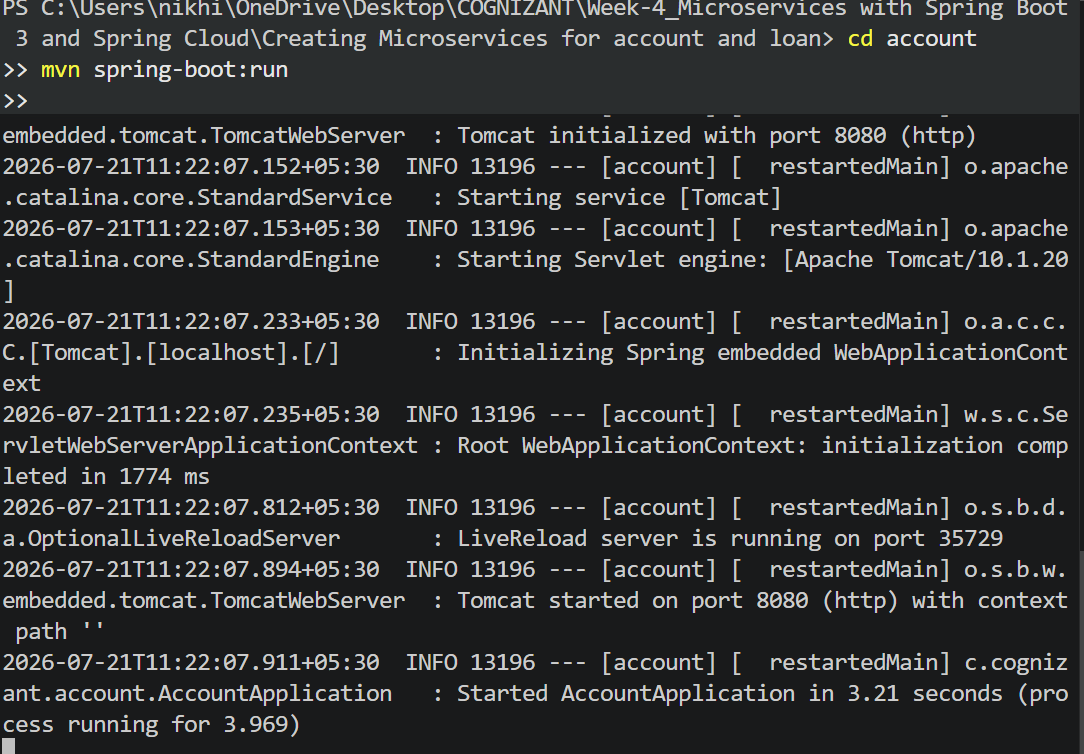 PS C:\Users\nikhi\OneDrive\Desktop\COGNIZANT\Week-4_Microservices with Spring Boot
 3 and Spring Cloud\Creating Microservices for account and loan> cd account
>> mvn spring-boot:run
>>
embedded.tomcat.TomcatWebServer  : Tomcat initialized with port 8080 (http)
2026-07-21T11:22:07.152+05:30  INFO 13196 --- [account] [  restartedMain] o.apache
.catalina.core.StandardService   : Starting service [Tomcat]
2026-07-21T11:22:07.153+05:30  INFO 13196 --- [account] [  restartedMain] o.apache
.catalina.core.StandardEngine    : Starting Servlet engine: [Apache Tomcat/10.1.20
]
2026-07-21T11:22:07.233+05:30  INFO 13196 --- [account] [  restartedMain] o.a.c.c.
C.[Tomcat].[localhost].[/]       : Initializing Spring embedded WebApplicationCont
ext
2026-07-21T11:22:07.235+05:30  INFO 13196 --- [account] [  restartedMain] w.s.c.Se
rvletWebServerApplicationContext : Root WebApplicationContext: initialization comp
leted in 1774 ms
2026-07-21T11:22:07.812+05:30  INFO 13196 --- [account] [  restartedMain] o.s.b.d.
a.OptionalLiveReloadServer       : LiveReload server is running on port 35729
2026-07-21T11:22:07.894+05:30  INFO 13196 --- [account] [  restartedMain] o.s.b.w.
embedded.tomcat.TomcatWebServer  : Tomcat started on port 8080 (http) with context
 path ''
2026-07-21T11:22:07.911+05:30  INFO 13196 --- [account] [  restartedMain] c.cogniz
ant.account.AccountApplication   : Started AccountApplication in 3.21 seconds (pro
cess running for 3.969)